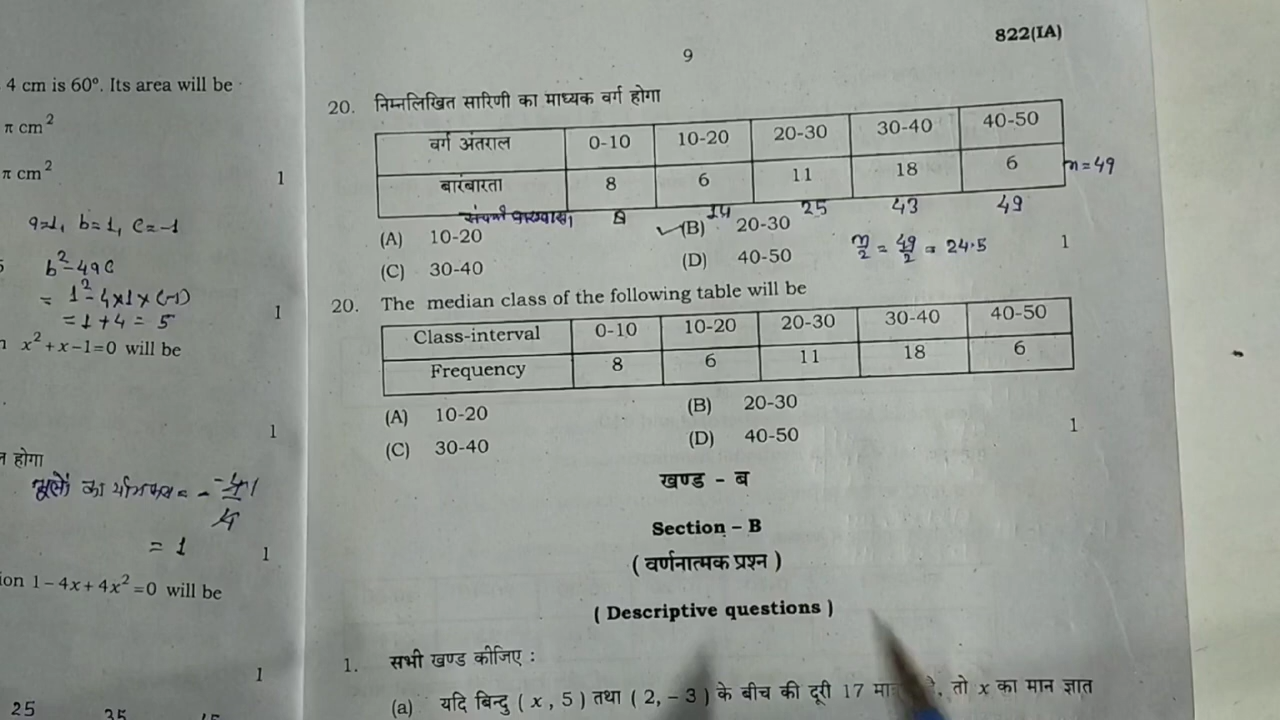 4 cm is 60°. Its area will be
π cm²
π cm²
1
a=1, b=1, c=-1
b²-4ac
= 1²-4×1×(-1)
=1+4=5
1
x²+x-1=0 will be
1
होगा
मूलों का योगफल = - -4/4
= 1
1
ion 1-4x+4x²=0 will be
1
25 35
822(IA)
9
20. निम्नलिखित सारिणी का माध्यक वर्ग होगा
वर्ग अंतराल 0-10 10-20 20-30 30-40 40-50
बारंबारता 8 6 11 18 6 n=49
8 14 25 43 49
(A) 10-20 (B) 20-30
n/2 = 49/2 = 24.5 1
(C) 30-40 (D) 40-50
20. The median class of the following table will be
Class-interval 0-10 10-20 20-30 30-40 40-50
Frequency 8 6 11 18 6
(A) 10-20 (B) 20-30
(C) 30-40 (D) 40-50 1
खण्ड - ब
Section - B
( वर्णनात्मक प्रश्न )
( Descriptive questions )
1. सभी खण्ड कीजिए :
(a) यदि बिन्दु ( x , 5 ) तथा ( 2, - 3 ) के बीच की दूरी 17 तो x का मान ज्ञात